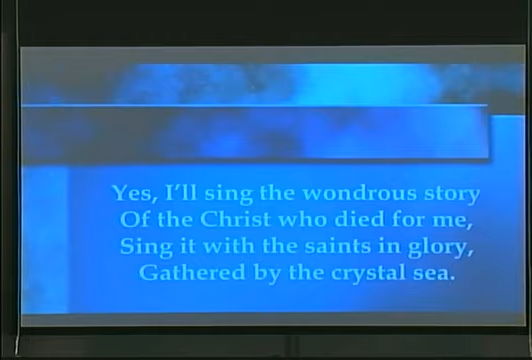 Yes, I'll sing the wondrous story
Of the Christ who died for me,
Sing it with the saints in glory,
Gathered by the crystal sea.